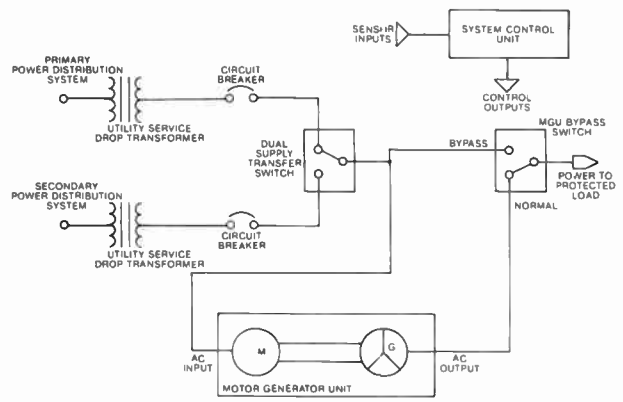 SENSOR
INPUTS
SYSTEM CONTROL
UNIT
CONTROL
OUTPUTS
PRIMARY
POWER DISTRIBUTION
SYSTEM
CIRCUIT
BREAKER
UTILITY SERVICE
DROP TRANSFORMER
DUAL
SUPPLY
TRANSFER
SWITCH
MGU BYPASS
SWITCH
BYPASS
POWER TO
PROTECTED
LOAD
NORMAL
SECONDARY
POWER DISTRIBUTION
SYSTEM
CIRCUIT
BREAKER
UTILITY SERVICE
DROP TRANSFORMER
AC
INPUT
M
G
AC
OUTPUT
MOTOR GENERATOR UNIT